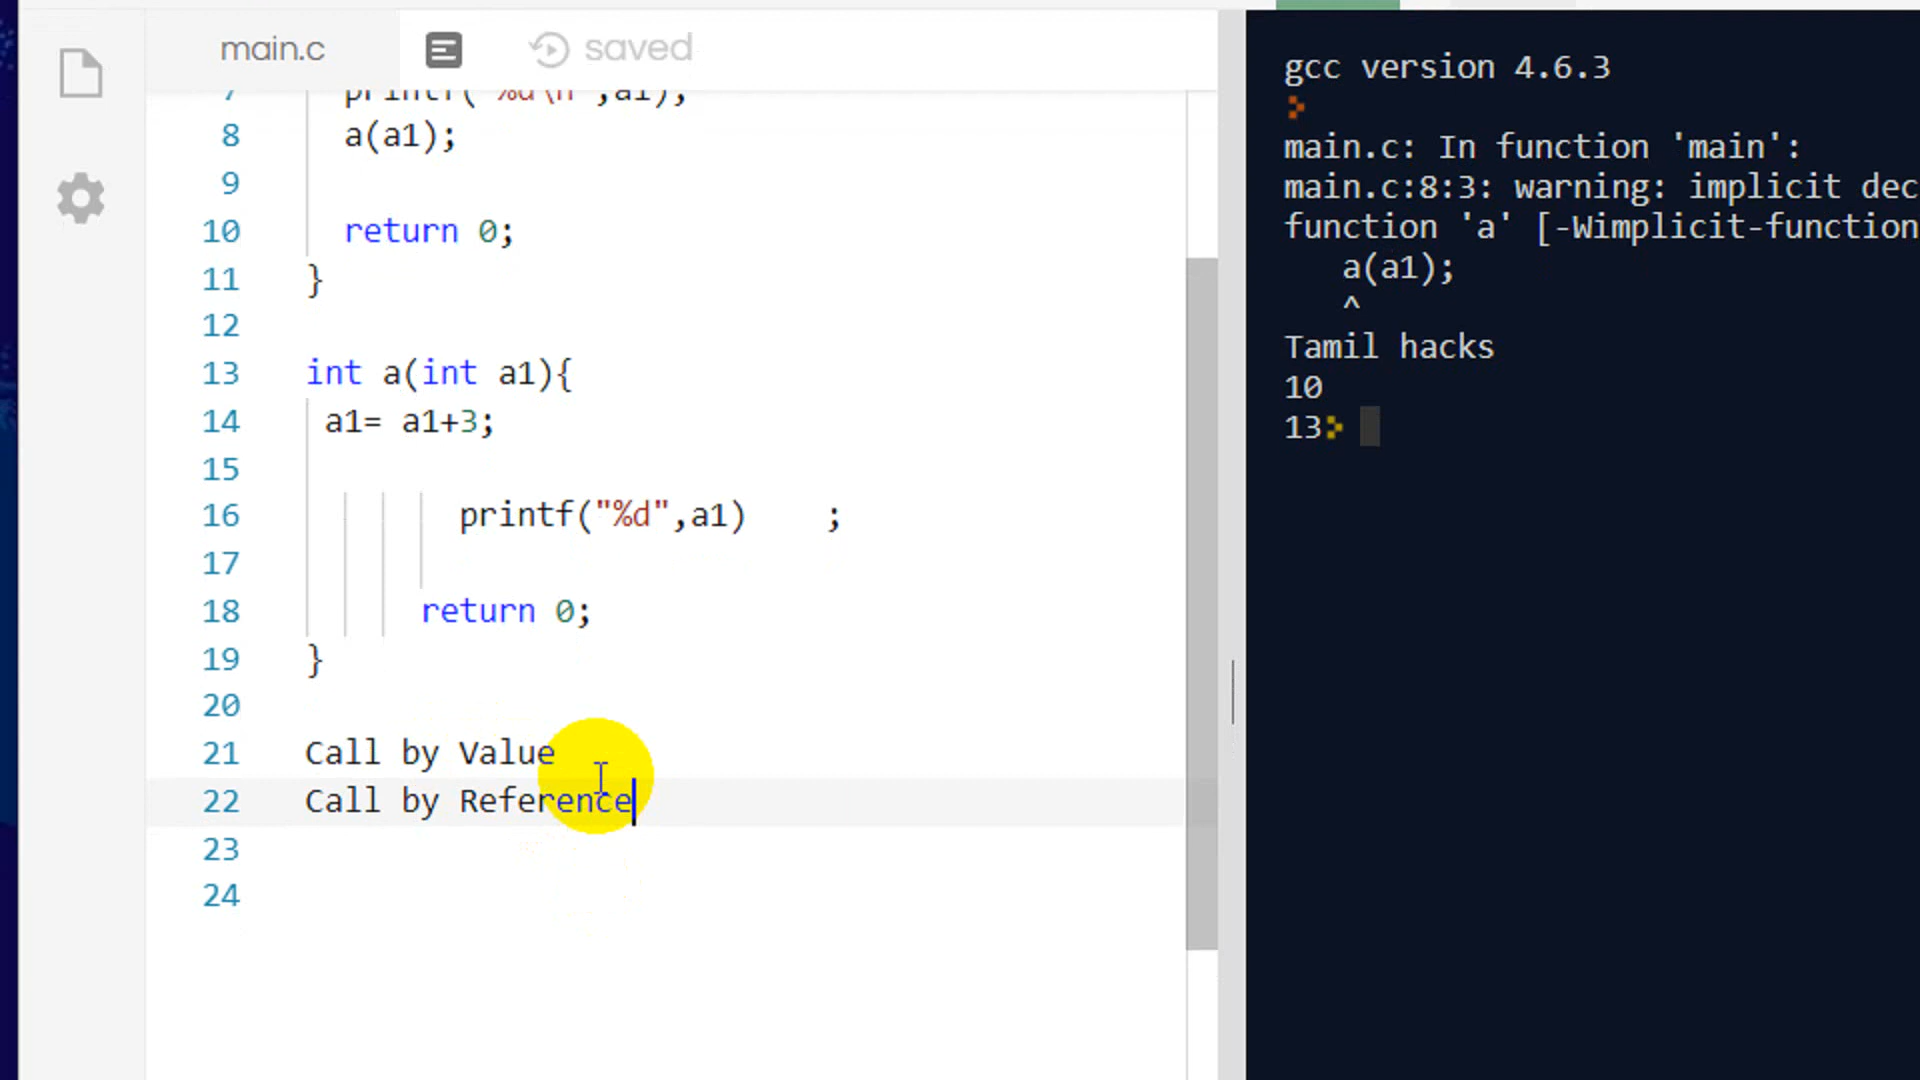 main.c saved
7 printf("%d\n",a1);
8 a(a1);
9
10 return 0;
11 }
12
13 int a(int a1){
14 a1= a1+3;
15
16 printf("%d",a1) ;
17
18 return 0;
19 }
20
21 Call by Value
22 Call by Reference
23
24
gcc version 4.6.3
main.c: In function 'main':
main.c:8:3: warning: implicit dec
function 'a' [-Wimplicit-function
a(a1);
^
Tamil hacks
10
13